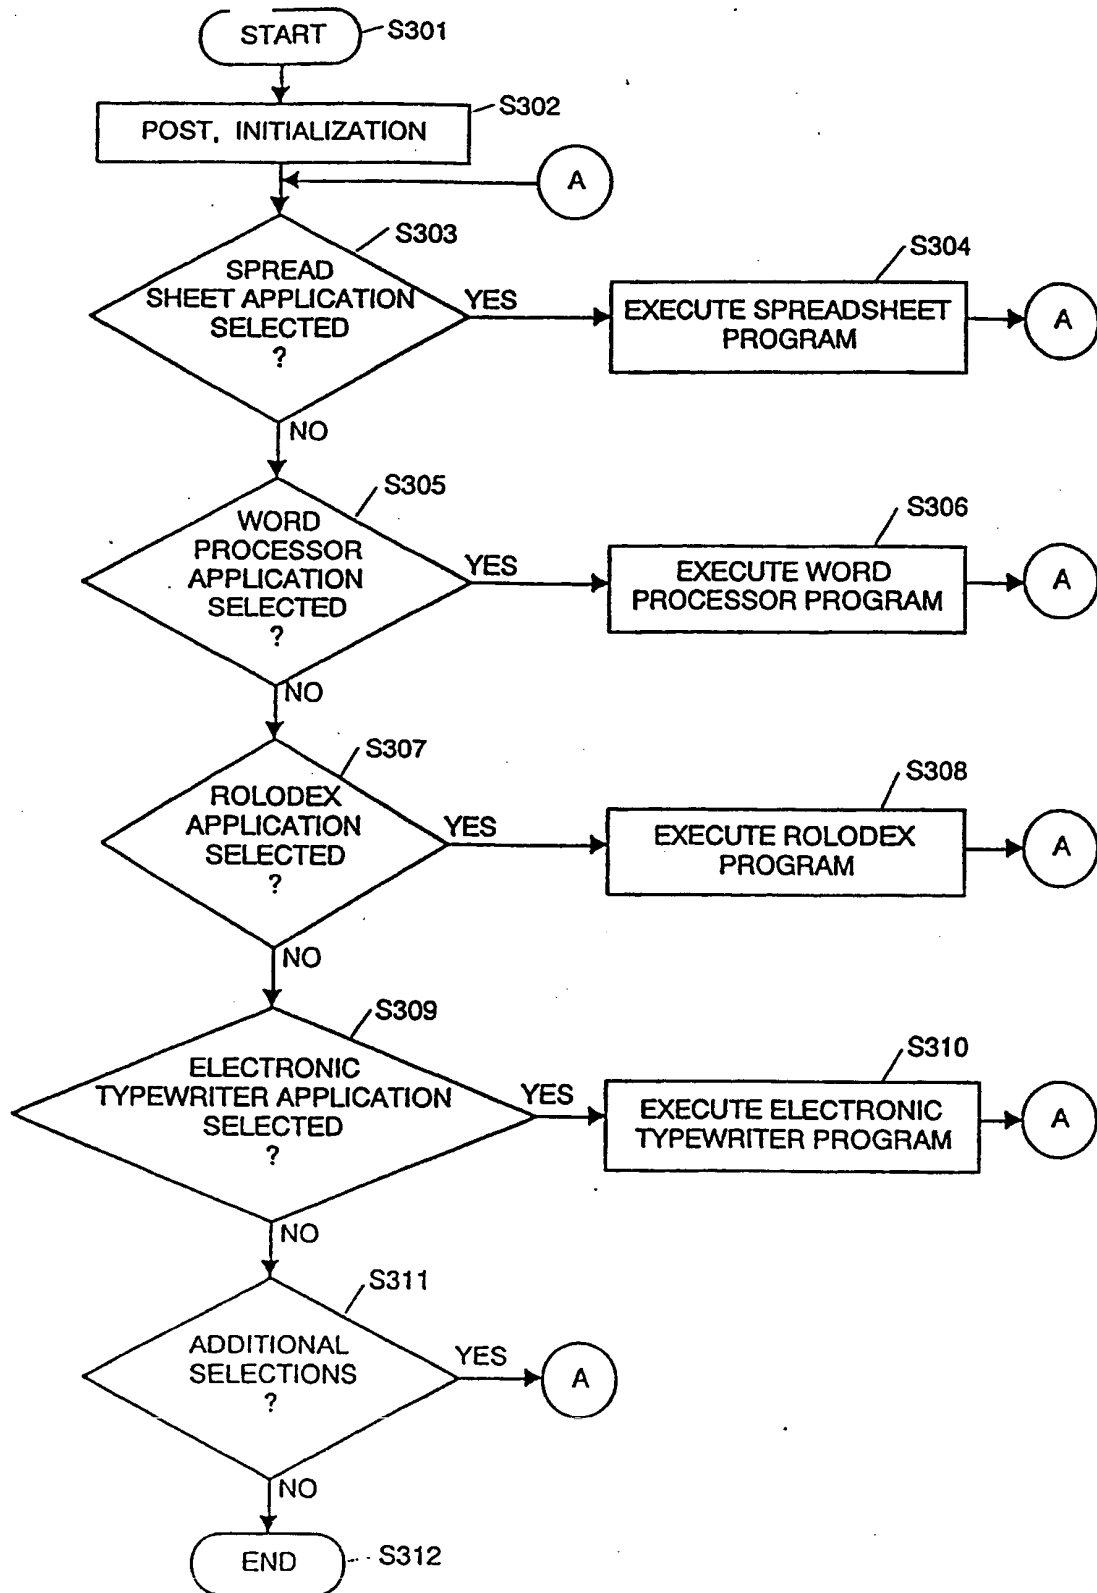 START
S301
POST, INITIALIZATION
S302
A
SPREAD
SHEET APPLICATION
SELECTED
?
S303
YES
EXECUTE SPREADSHEET
PROGRAM
S304
A
NO
WORD
PROCESSOR
APPLICATION
SELECTED
?
S305
YES
EXECUTE WORD
PROCESSOR PROGRAM
S306
A
NO
ROLODEX
APPLICATION
SELECTED
?
S307
YES
EXECUTE ROLODEX
PROGRAM
S308
A
NO
ELECTRONIC
TYPEWRITER APPLICATION
SELECTED
?
S309
YES
EXECUTE ELECTRONIC
TYPEWRITER PROGRAM
S310
A
NO
ADDITIONAL
SELECTIONS
?
S311
YES
A
NO
END
S312